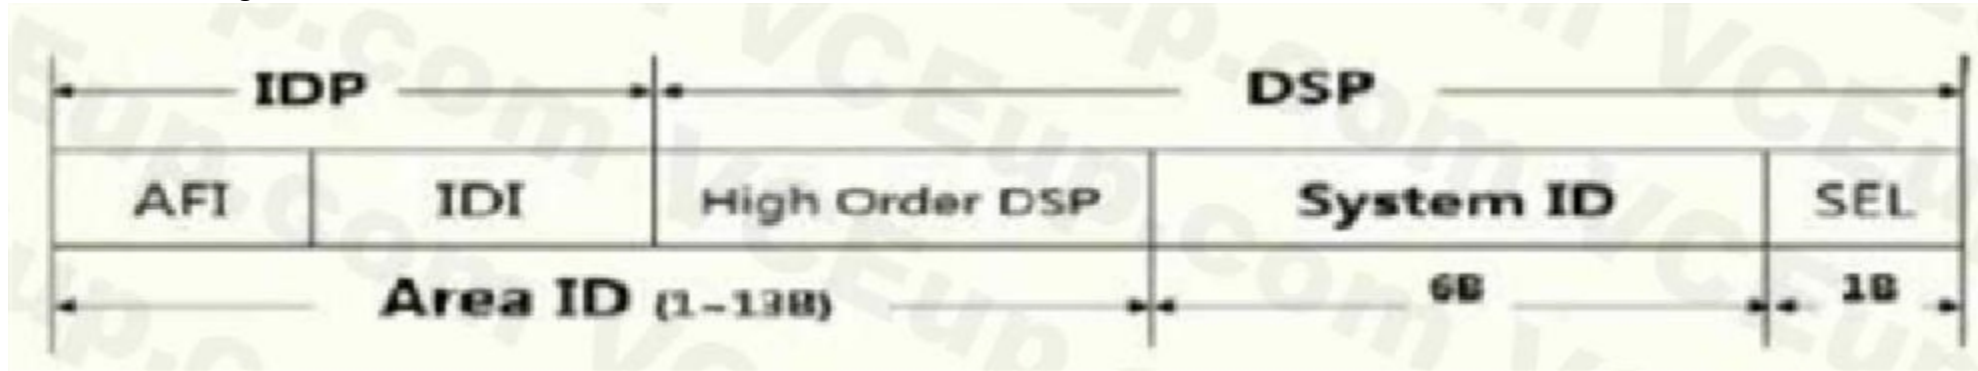 IDP DSP
AFI IDI High Order DSP System ID SEL
Area ID (1~13B) 6B 1B